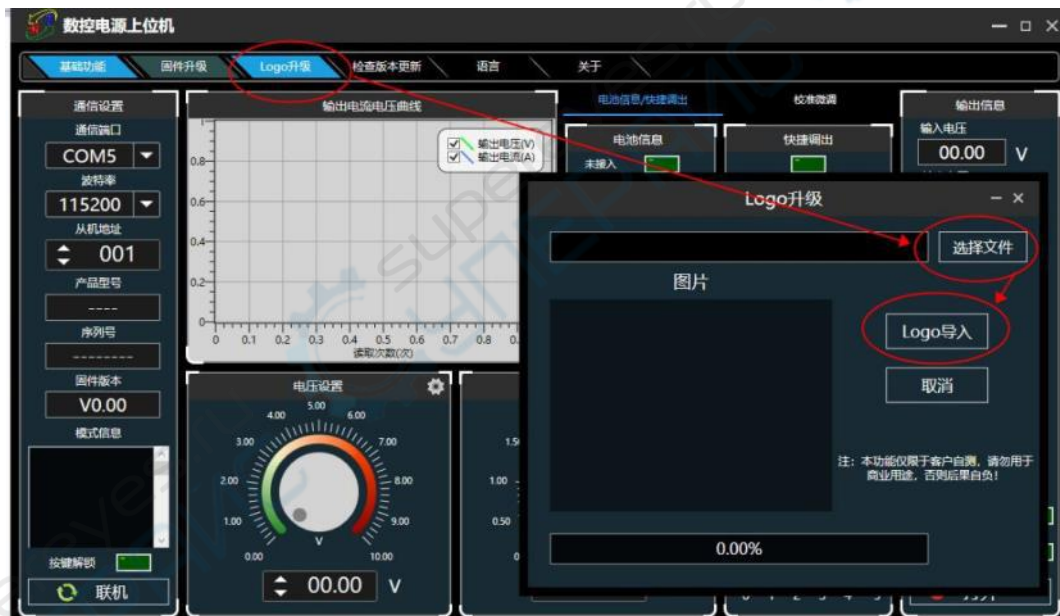 数控电源上位机
基础功能
固件升级
Logo升级
检查版本更新
语言
关于
通信设置
通信端口
COM5
波特率
115200
从机地址
001
产品型号
----
序列号
--------
固件版本
V0.00
模式信息
按键解锁
联机
输出电流电压曲线
输出电压(V)
输出电流(A)
1
0.8
0.6
0.4
0.2
0
0 0.1 0.2 0.3 0.4 0.5 0.6 0.7 0.8 0.
读取次数(次)
电池信息/快捷调出
校准微调
电池信息
未接入
快捷调出
输出信息
输入电压
00.00 V
电压设置
0.00 1.00 2.00 3.00 4.00 5.00 6.00 7.00 8.00 9.00 10.00
V
00.00 V
1.50
1.00
0.50
0
Logo升级
选择文件
图片
Logo导入
取消
注：本功能仅限于客户自测，请勿用于
商业用途，否则后果自负！
0.00%